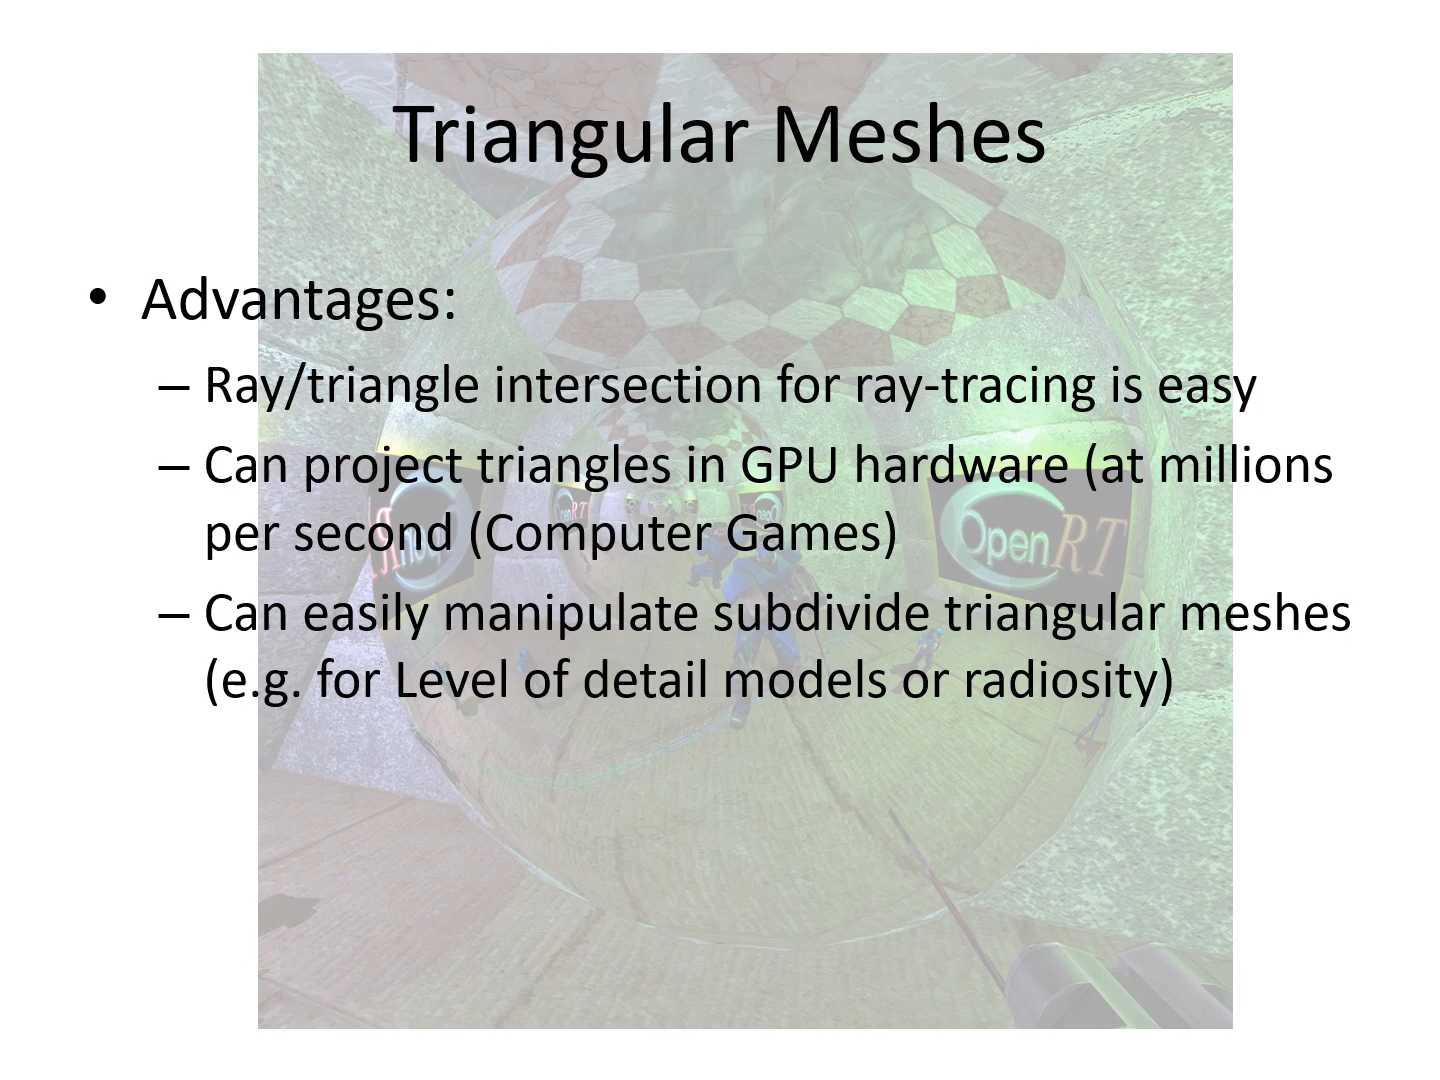 Triangular Meshes
• Advantages:
– Ray/triangle intersection for ray-tracing is easy
– Can project triangles in GPU hardware (at millions
per second (Computer Games)
OpenRT
– Can easily manipulate subdivide triangular meshes
(e.g. for Level of detail models or radiosity)